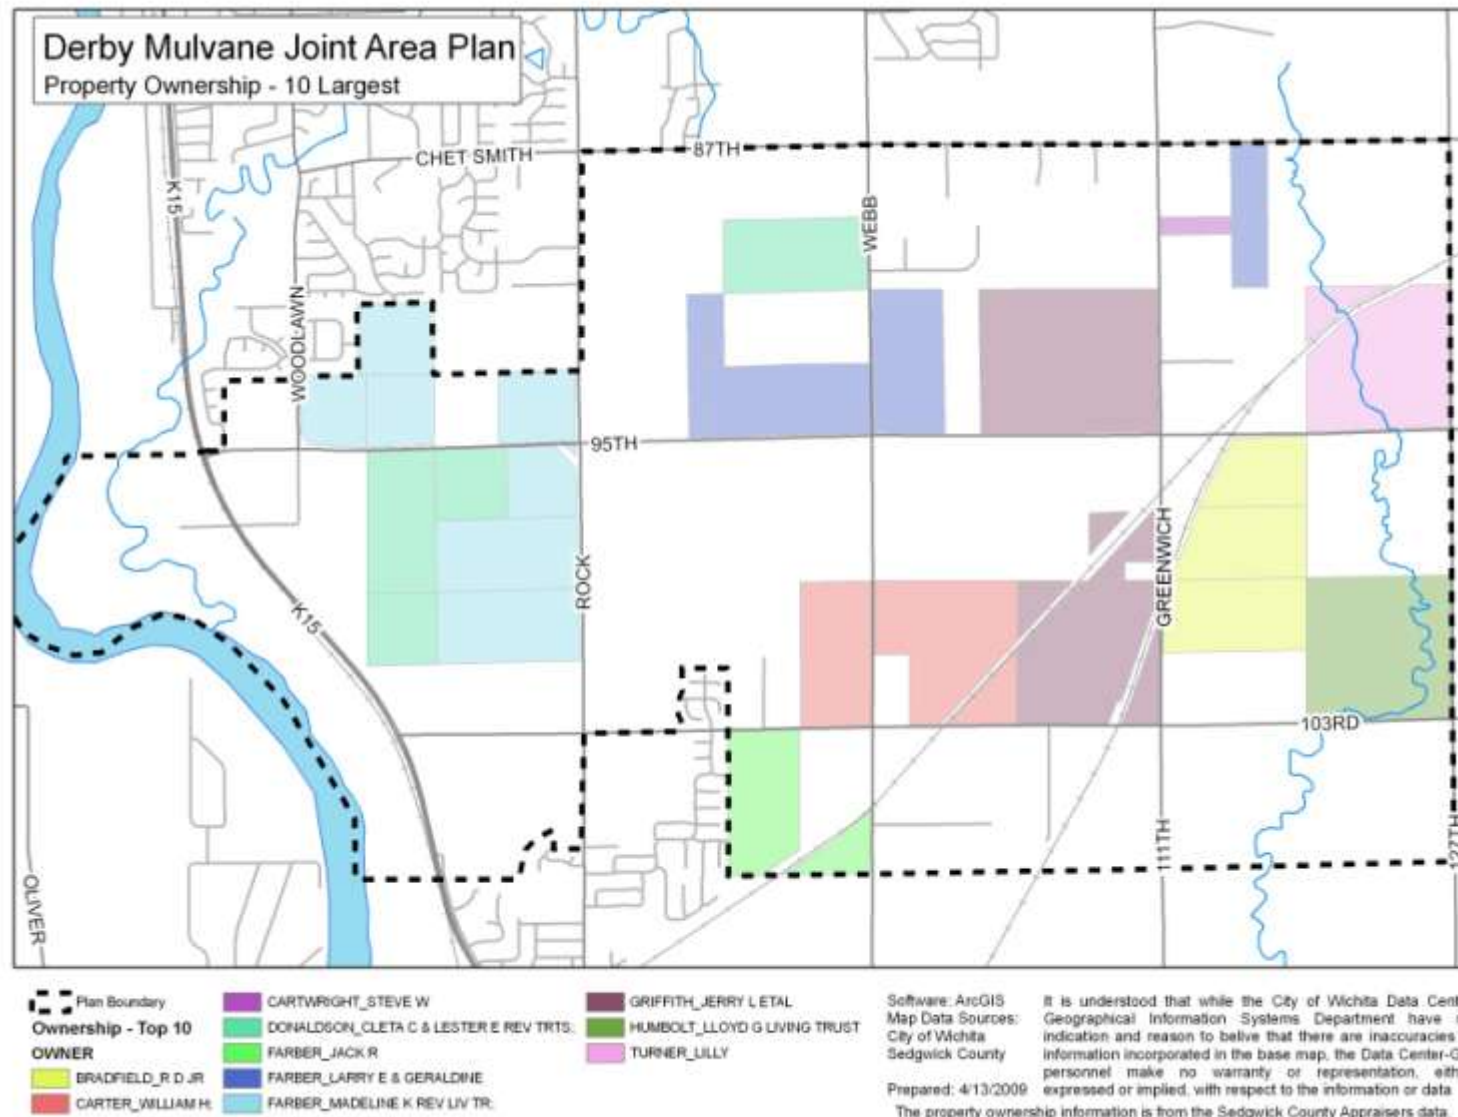 Derby Mulvane Joint Area Plan
Property Ownership - 10 Largest
CHET SMITH
87TH
K15
WEBB
WOODLAWN
95TH
ROCK
GREENWICH
K15
103RD
OLIVER
111TH
127TH
Plan Boundary
Ownership - Top 10
OWNER
BRADFIELD_R D JR
CARTER_WILLIAM H.
CARTWRIGHT_STEVE W
DONALDSON_CLETA C & LESTER E REV TRTS.
FARBER_JACK R
FARBER_LARRY E & GERALDINE
FARBER_MADELINE K REV LIV TR.
GRIFFITH_JERRY L ETAL
HUMBOLT_LLOYD G LIVING TRUST
TURNER_LILLY
Software: ArcGIS
Map Data Sources:
City of Wichita
Sedgwick County
Prepared: 4/13/2009
It is understood that while the City of Wichita Data Cent
Geographical Information Systems Department have
indication and reason to belive that there are inaccuracies
information incorporated in the base map, the Data Center-G
personnel make no warranty or representation, eith
expressed or implied, with respect to the information or data
The property ownership information is from the Sedgwick County Appraisers data